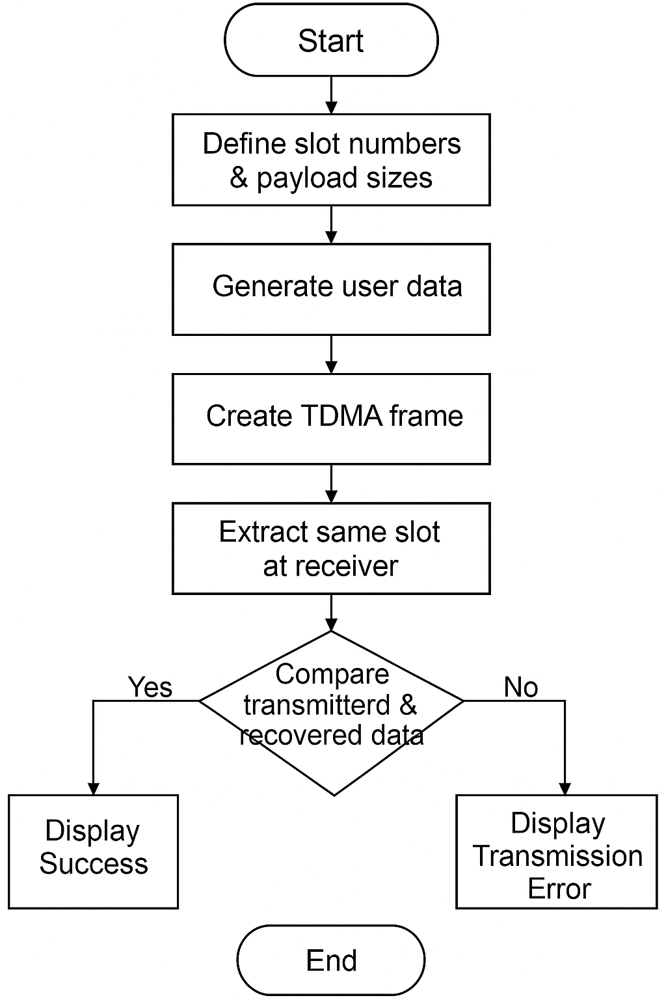 Start
Define slot numbers
& payload sizes
Generate user data
Create TDMA frame
Extract same slot
at receiver
Compare
transmitterd &
recovered data
Yes
No
Display
Success
Display
Transmission
Error
End